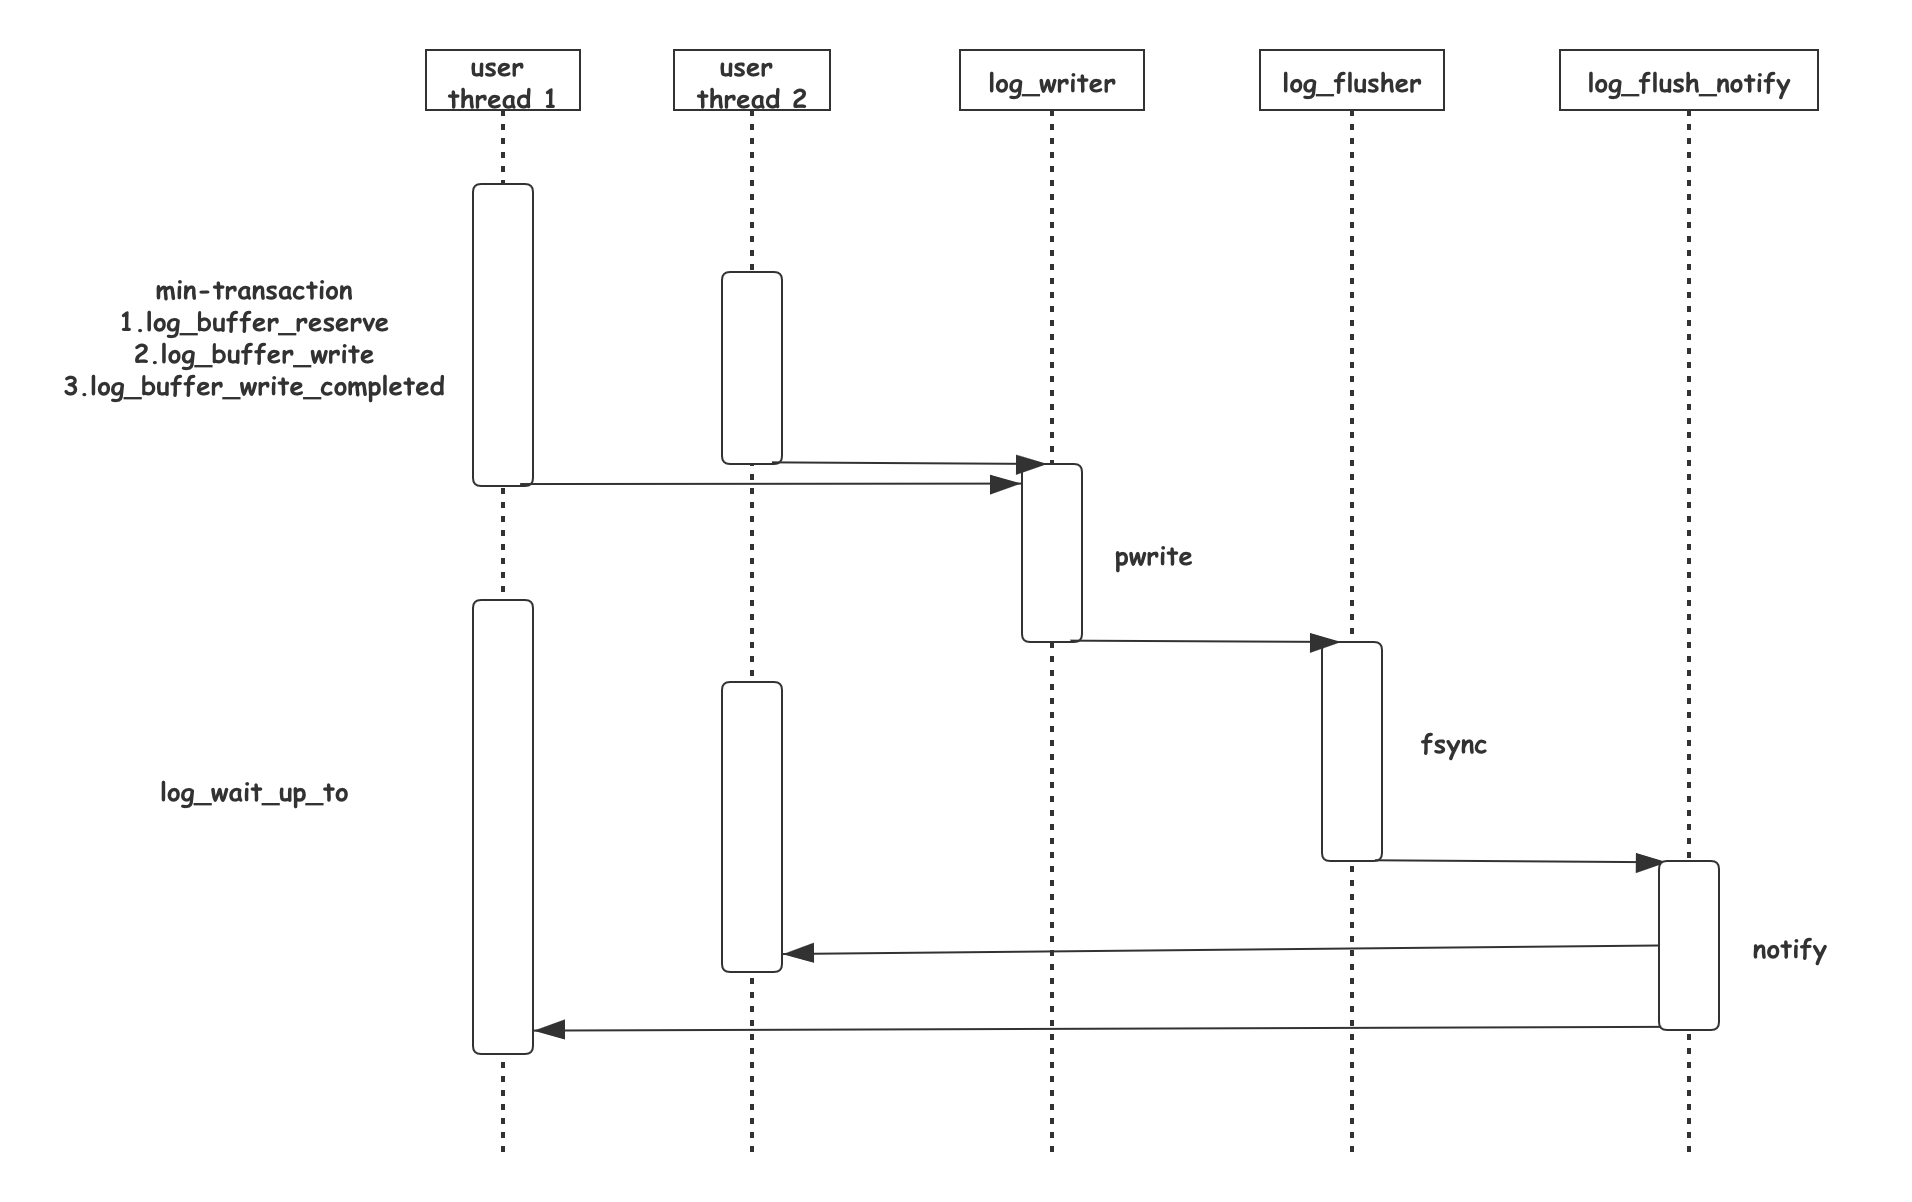 user
thread 1
user
thread 2
log_writer
log_flusher
log_flush_notify
min-transaction
1.log_buffer_reserve
2.log_buffer_write
3.log_buffer_write_completed
pwrite
fsync
log_wait_up_to
notify